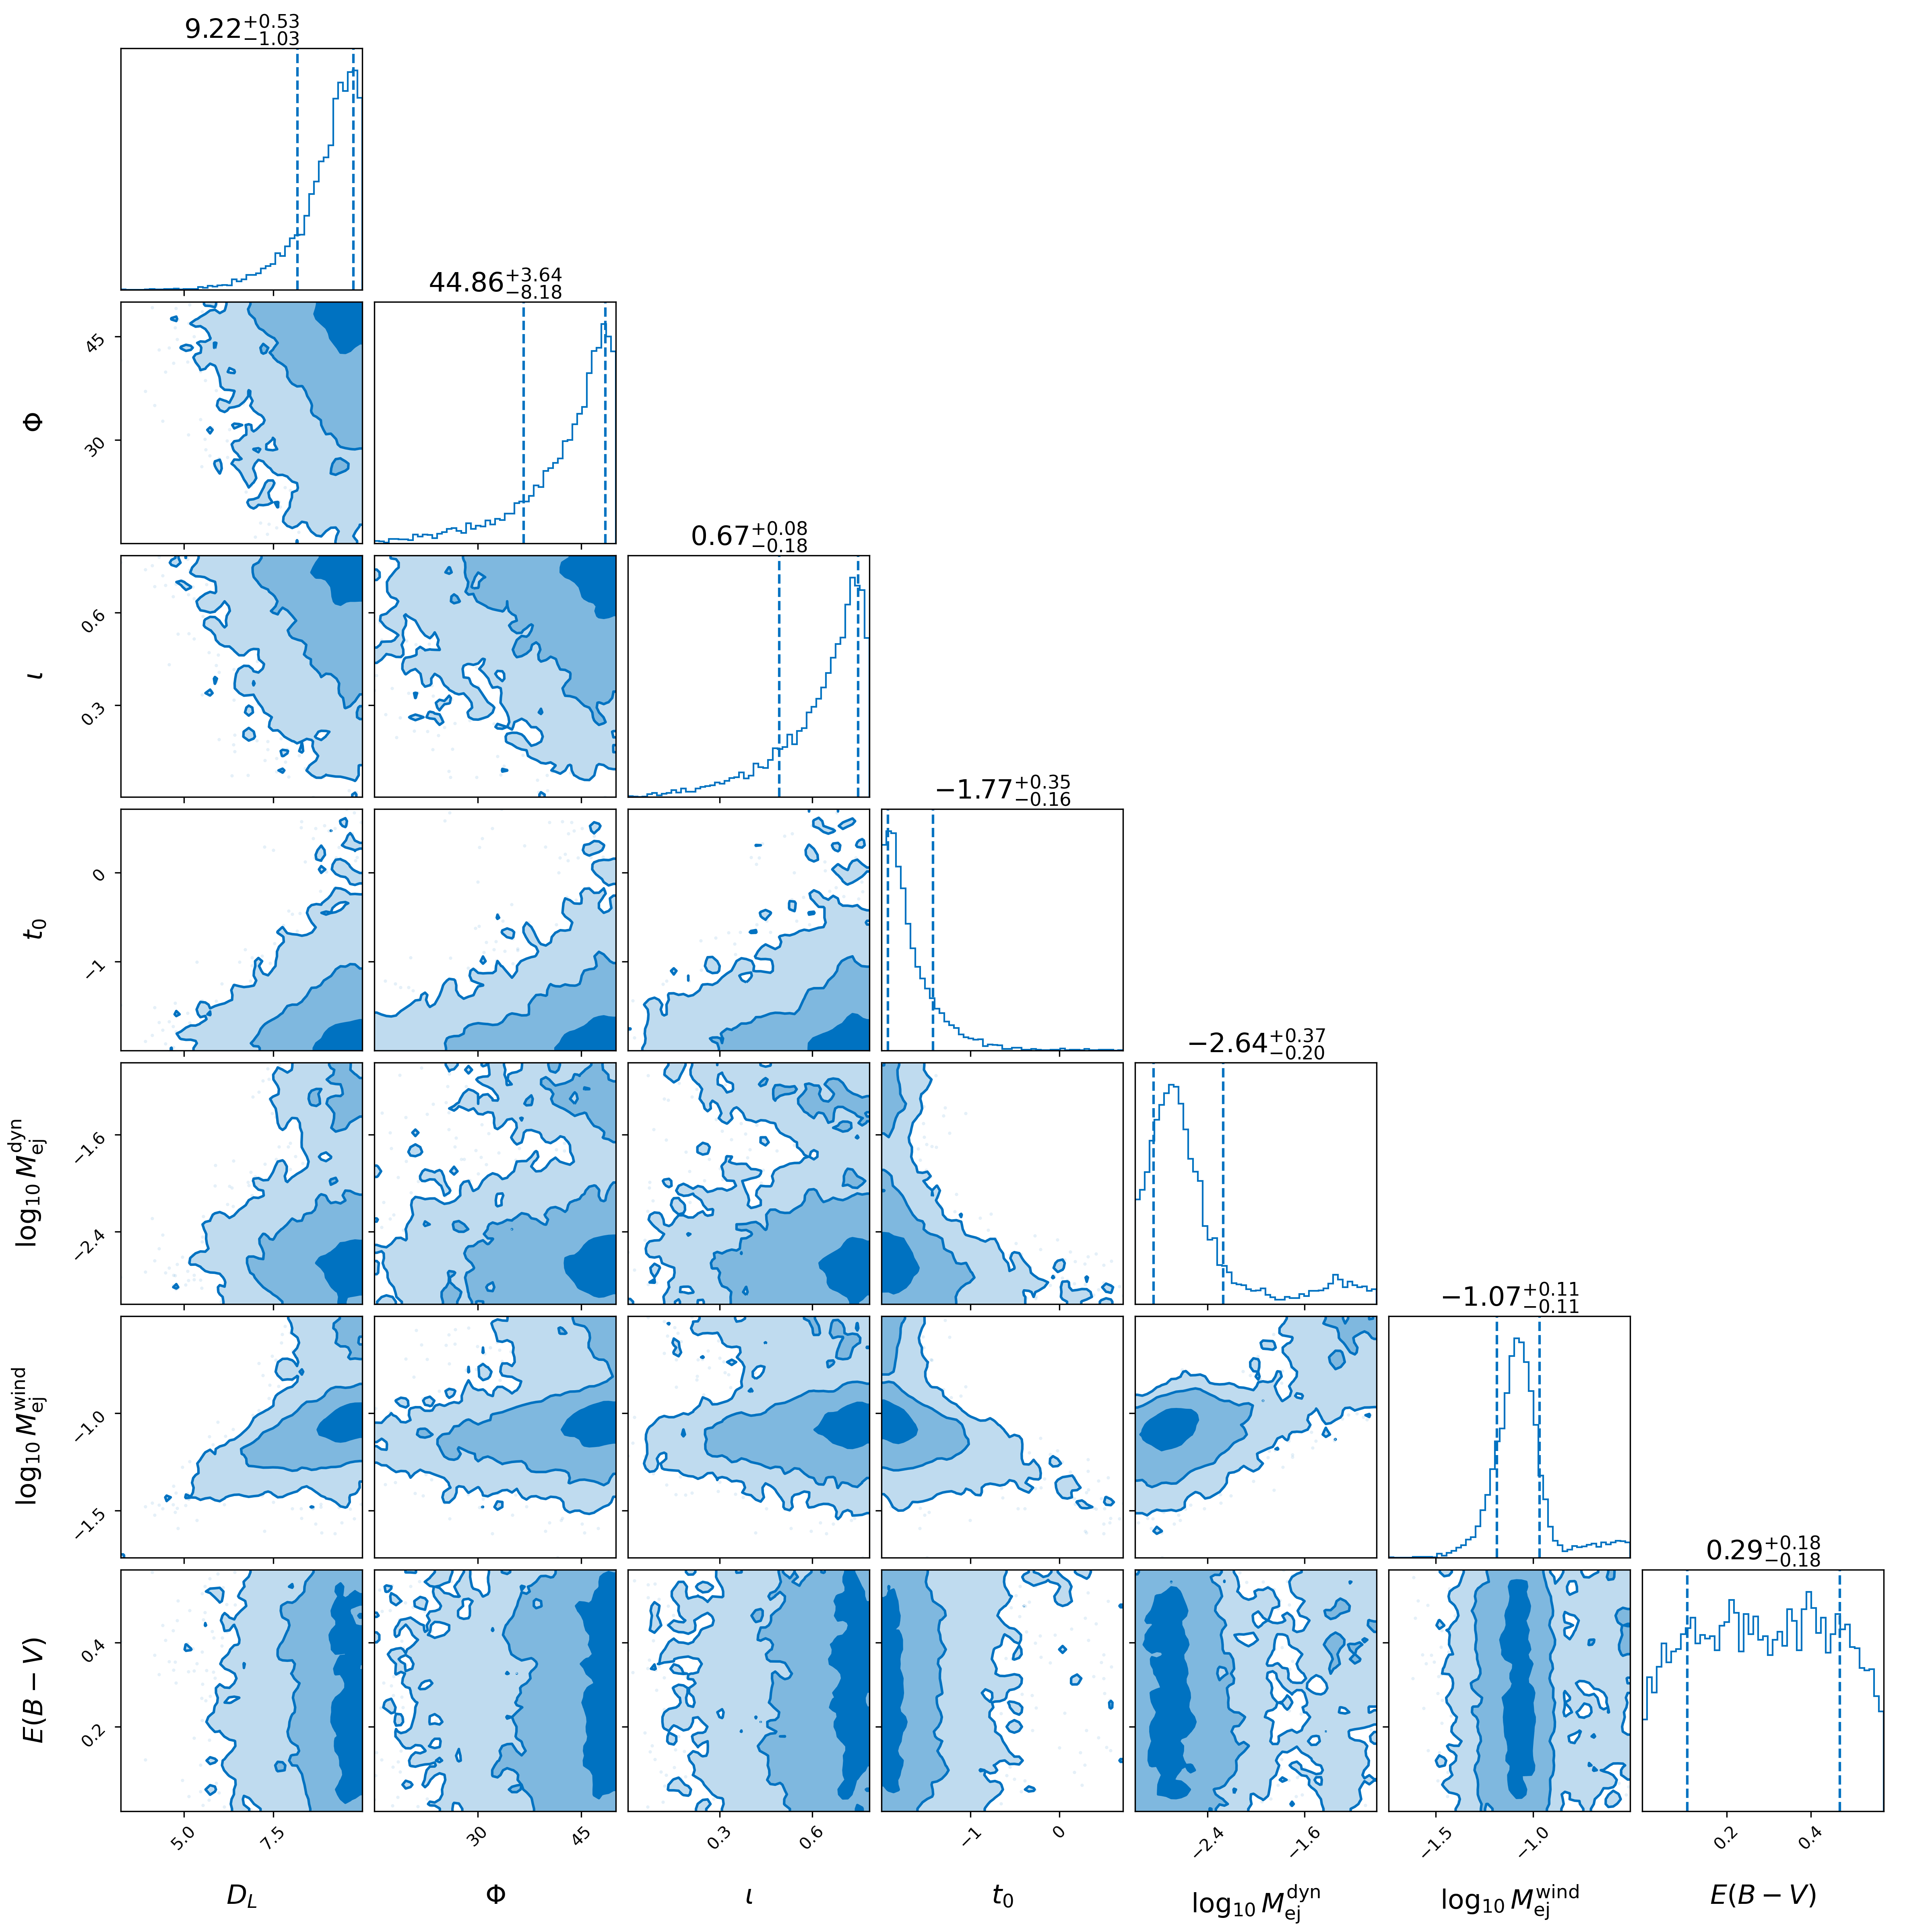 9.22+0.53−1.03
44.86+3.64−8.18
Φ
45
30
0.67+0.08−0.18
ι
0.6
0.3
−1.77+0.35−0.16
t0
0
−1
−2.64+0.37−0.20
log10 Mejdyn
−1.6
−2.4
−1.07+0.11−0.11
log10 Mejwind
−1.0
−1.5
0.29+0.18−0.18
E(B − V)
0.4
0.2
5.0 7.5 30 45 0.3 0.6 −1 0 −2.4 −1.6 −1.5 −1.0 0.2 0.4
DL Φ ι t0 log10 Mejdyn log10 Mejwind E(B − V)